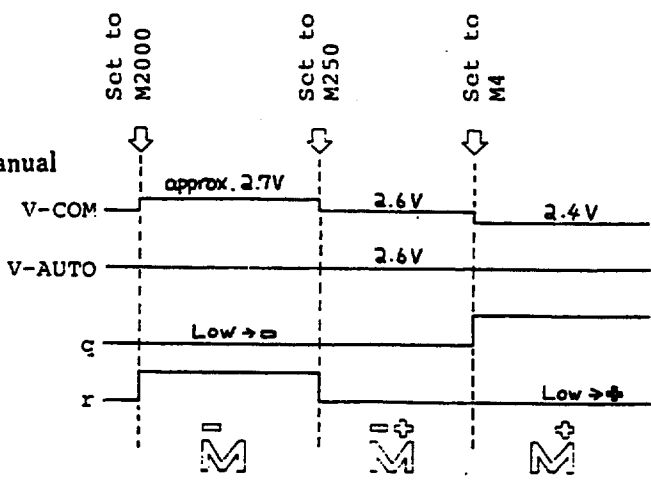 Set to
M2000
Set to
M250
Set to
M4
anual
approx. 2.7V
V-COM
2.6V
2.4V
V-AUTO
2.6V
q
Low → −
r
Low → +
−
M
− +
M
+
M